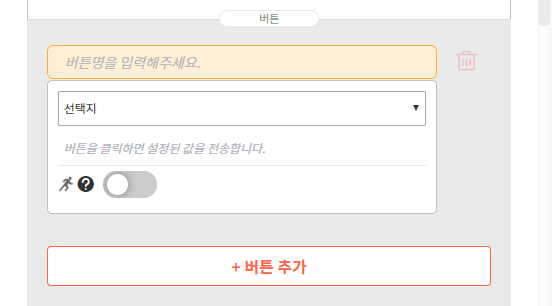 버튼
버튼명을 입력해주세요.
선택지
버튼을 클릭하면 설정된 값을 전송합니다.
?
+ 버튼 추가